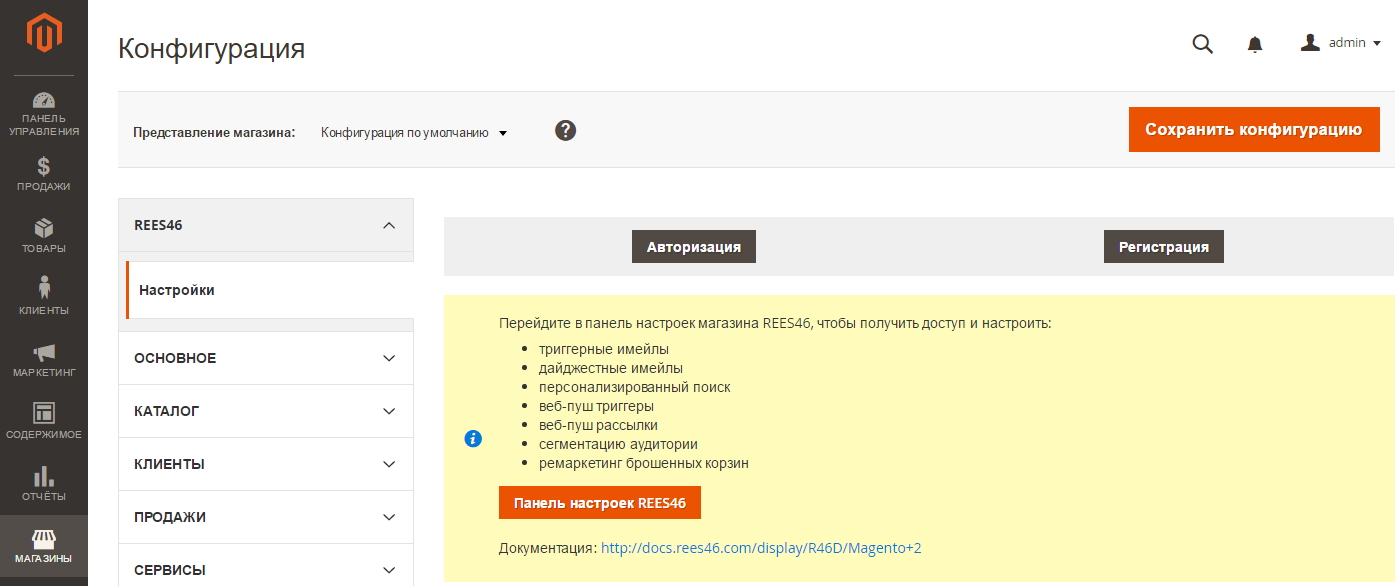 Конфигурация
admin
Представление магазина: Конфигурация по умолчанию ?
Сохранить конфигурацию
ПАНЕЛЬ
УПРАВЛЕНИЯ
ПРОДАЖИ
ТОВАРЫ
КЛИЕНТЫ
МАРКЕТИНГ
СОДЕРЖИМОЕ
ОТЧЁТЫ
МАГАЗИНЫ
REES46
Настройки
ОСНОВНОЕ
КАТАЛОГ
КЛИЕНТЫ
ПРОДАЖИ
СЕРВИСЫ
Авторизация
Регистрация
Перейдите в панель настроек магазина REES46, чтобы получить доступ и настроить:
• триггерные имейлы
• дайджестные имейлы
• персонализированный поиск
• веб-пуш триггеры
• веб-пуш рассылки
• сегментацию аудитории
• ремаркетинг брошенных корзин
Панель настроек REES46
Документация: http://docs.rees46.com/display/R46D/Magento+2